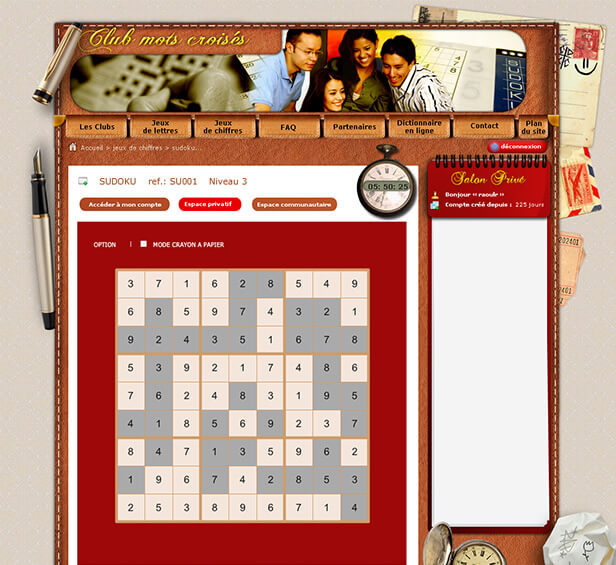 Club mots croisés
Les Clubs
Jeux
de lettres
Jeux
de chiffres
FAQ
Partenaires
Dictionnaire
en ligne
Contact
Plan
du site
Accueil > jeux de chiffres > sudoku...
déconnexion
SUDOKU ref.: SU001 Niveau 3
05: 50: 25
Salon Privé
Bonjour « raoule »
Compte créé depuis : 225 jours
Accéder à mon compte
Espace privatif
Espace communautaire
OPTION | MODE CRAYON A PAPIER
3 7 1 6 2 8 5 4 9
6 8 5 9 7 4 3 2 1
9 2 4 3 5 1 6 7 8
5 3 9 2 1 7 4 8 6
7 6 2 4 8 3 1 9 5
4 1 8 5 6 9 2 3 7
8 4 7 1 3 5 9 6 2
1 9 6 7 4 2 8 5 3
2 5 3 8 9 6 7 1 4
202401